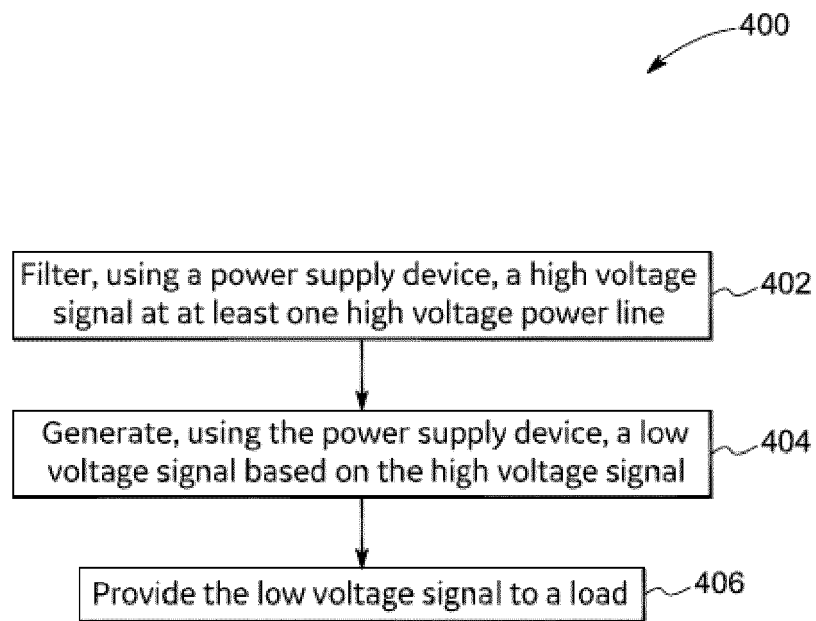 400
Filter, using a power supply device, a high voltage
signal at at least one high voltage power line
402
Generate, using the power supply device, a low
voltage signal based on the high voltage signal
404
Provide the low voltage signal to a load
406